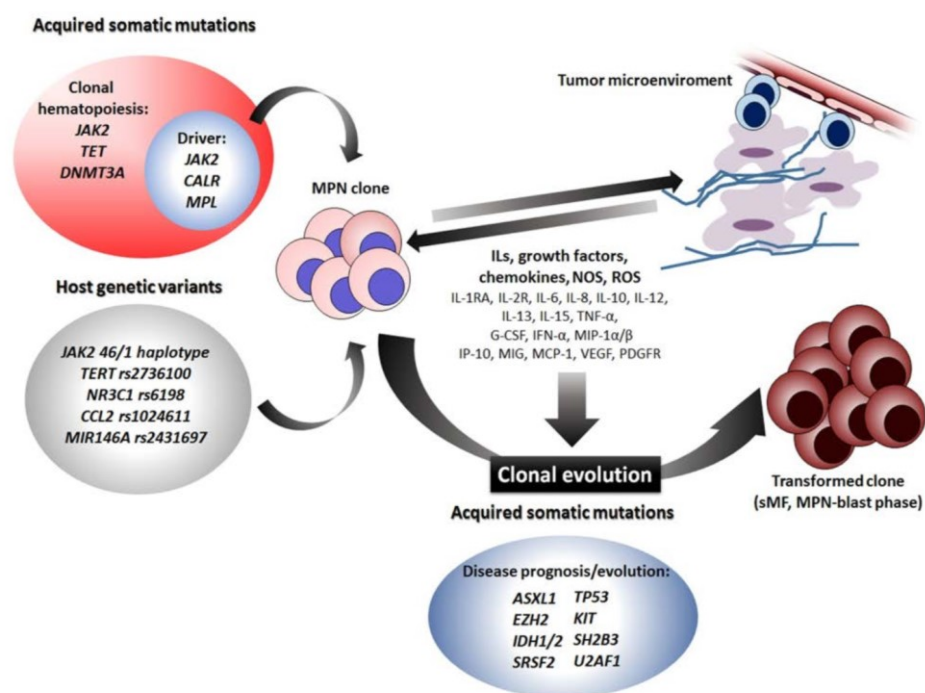 Acquired somatic mutations
Clonal
hematopoiesis:
JAK2
TET
DNMT3A
Driver:
JAK2
CALR
MPL
MPN clone
Tumor microenviroment
ILs, growth factors,
chemokines, NOS, ROS
IL-1RA, IL-2R, IL-6, IL-8, IL-10, IL-12,
IL-13, IL-15, TNF-α,
G-CSF, IFN-α, MIP-1α/β
IP-10, MIG, MCP-1, VEGF, PDGFR
Host genetic variants
JAK2 46/1 haplotype
TERT rs2736100
NR3C1 rs6198
CCL2 rs1024611
MIR146A rs2431697
Clonal evolution
Transformed clone
(sMF, MPN-blast phase)
Acquired somatic mutations
Disease prognosis/evolution:
ASXL1 TP53
EZH2 KIT
IDH1/2 SH2B3
SRSF2 U2AF1